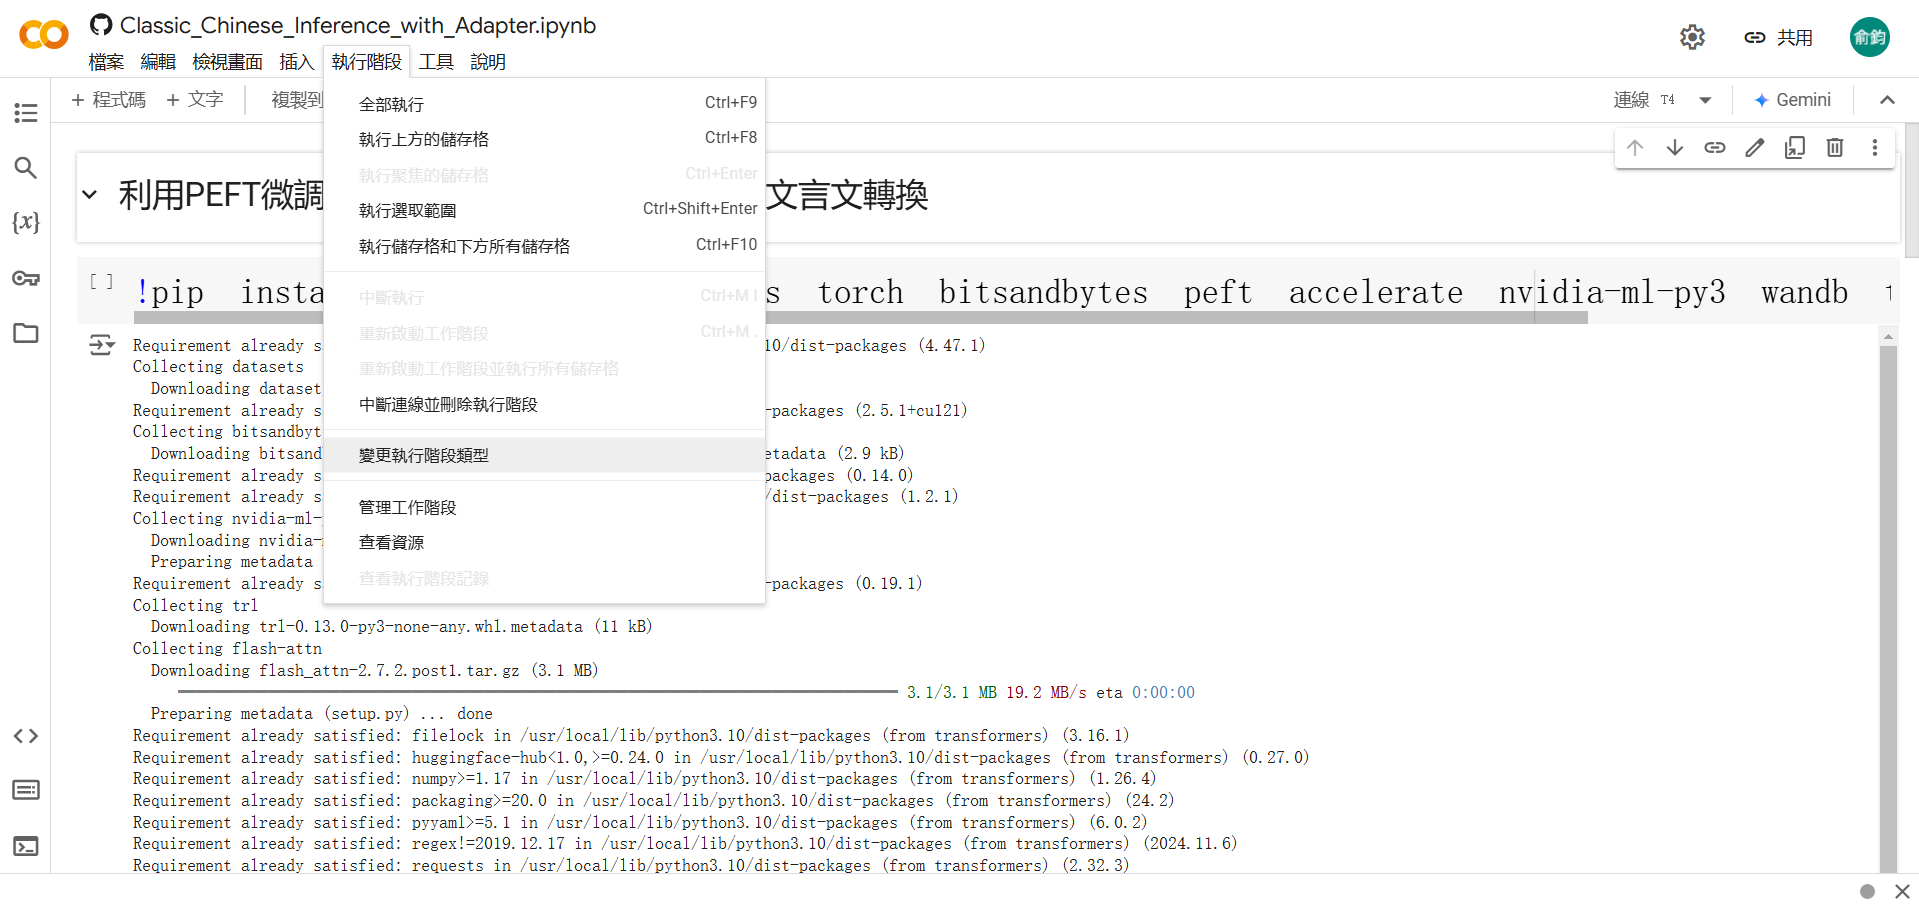 Classic_Chinese_Inference_with_Adapter.ipynb
檔案 編輯 檢視畫面 插入 執行階段 工具 說明
共用
俞鈞
+ 程式碼 + 文字 複製到
連線 T4
Gemini
全部執行 Ctrl+F9
執行上方的儲存格 Ctrl+F8
執行聚焦的儲存格 Ctrl+Enter
執行選取範圍 Ctrl+Shift+Enter
執行儲存格和下方所有儲存格 Ctrl+F10
中斷執行 Ctrl+M I
重新啟動工作階段 Ctrl+M .
重新啟動工作階段並執行所有儲存格
中斷連線並刪除執行階段
變更執行階段類型
管理工作階段
查看資源
查看執行階段記錄
利用PEFT微調 文言文轉換
[ ] !pip insta s torch bitsandbytes peft accelerate nvidia-ml-py3 wandb t
Requirement already s 10/dist-packages (4.47.1)
Collecting datasets
Downloading dataset
Requirement already s -packages (2.5.1+cu121)
Collecting bitsandbyt
Downloading bitsand etadata (2.9 kB)
Requirement already s packages (0.14.0)
Requirement already s /dist-packages (1.2.1)
Collecting nvidia-ml-p
Downloading nvidia-m
Preparing metadata
Requirement already s -packages (0.19.1)
Collecting trl
Downloading trl-0.13.0-py3-none-any.whl.metadata (11 kB)
Collecting flash-attn
Downloading flash_attn-2.7.2.post1.tar.gz (3.1 MB)
3.1/3.1 MB 19.2 MB/s eta 0:00:00
Preparing metadata (setup.py) ... done
Requirement already satisfied: filelock in /usr/local/lib/python3.10/dist-packages (from transformers) (3.16.1)
Requirement already satisfied: huggingface-hub<1.0,>=0.24.0 in /usr/local/lib/python3.10/dist-packages (from transformers) (0.27.0)
Requirement already satisfied: numpy>=1.17 in /usr/local/lib/python3.10/dist-packages (from transformers) (1.26.4)
Requirement already satisfied: packaging>=20.0 in /usr/local/lib/python3.10/dist-packages (from transformers) (24.2)
Requirement already satisfied: pyyaml>=5.1 in /usr/local/lib/python3.10/dist-packages (from transformers) (6.0.2)
Requirement already satisfied: regex!=2019.12.17 in /usr/local/lib/python3.10/dist-packages (from transformers) (2024.11.6)
Requirement already satisfied: requests in /usr/local/lib/python3.10/dist-packages (from transformers) (2.32.3)